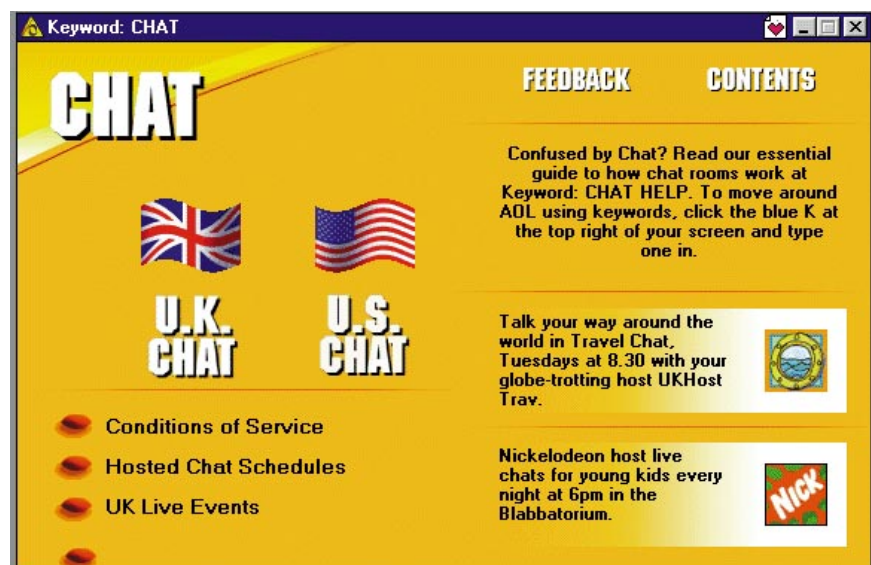 Keyword: CHAT
CHAT
FEEDBACK
CONTENTS
Confused by Chat? Read our essential
guide to how chat rooms work at
Keyword: CHAT HELP. To move around
AOL using keywords, click the blue K at
the top right of your screen and type
one in.
U.K.
CHAT
U.S.
CHAT
Talk your way around the
world in Travel Chat,
Tuesdays at 8.30 with your
globe-trotting host UKHost
Trav.
Conditions of Service
Hosted Chat Schedules
UK Live Events
Nickelodeon host live
chats for young kids every
night at 6pm in the
Blabbatorium.
NICK